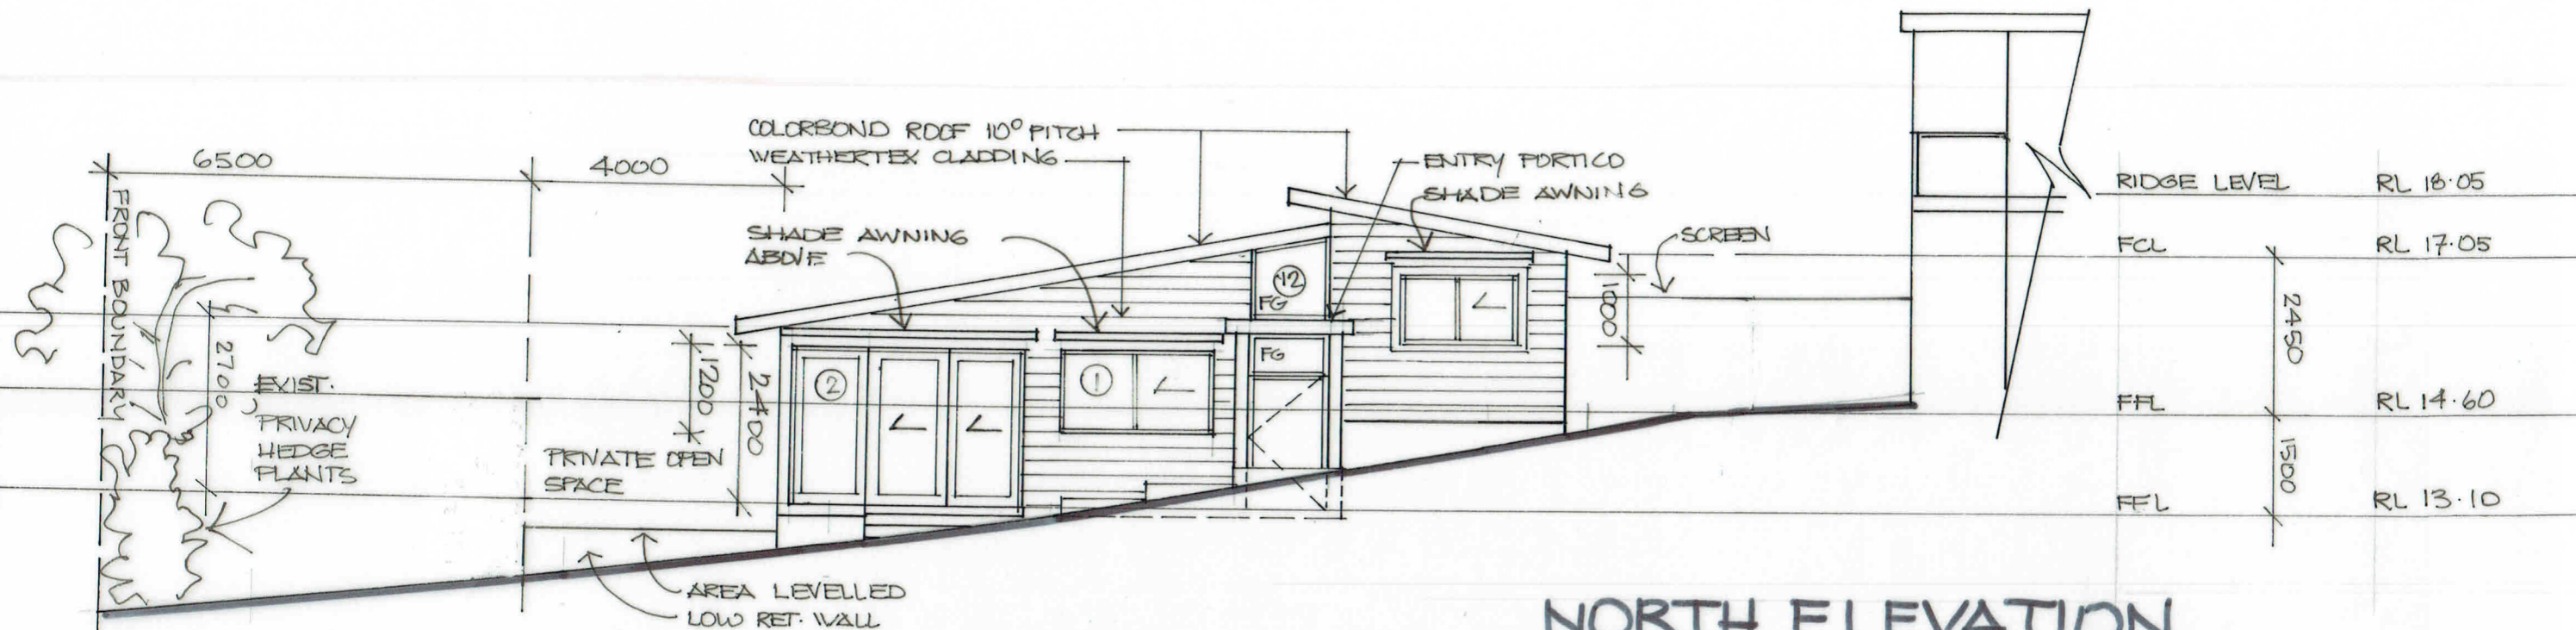 COLORBOND ROOF 10° PITCH
WEATHERTEX CLADDING
6500
4000
ENTRY PORTICO
SHADE AWNING
RIDGE LEVEL RL 18·05
FRONT BOUNDARY
SHADE AWNING
ABOVE
SCREEN
FCL RL 17·05
12
FG
1000
2450
2700
EXIST.
PRIVACY
HEDGE
PLANTS
1200
2400
2
1
FG
FFL RL 14·60
PRIVATE OPEN
SPACE
1500
FFL RL 13·10
AREA LEVELLED
LOW RET. WALL
NORTH ELEVATION